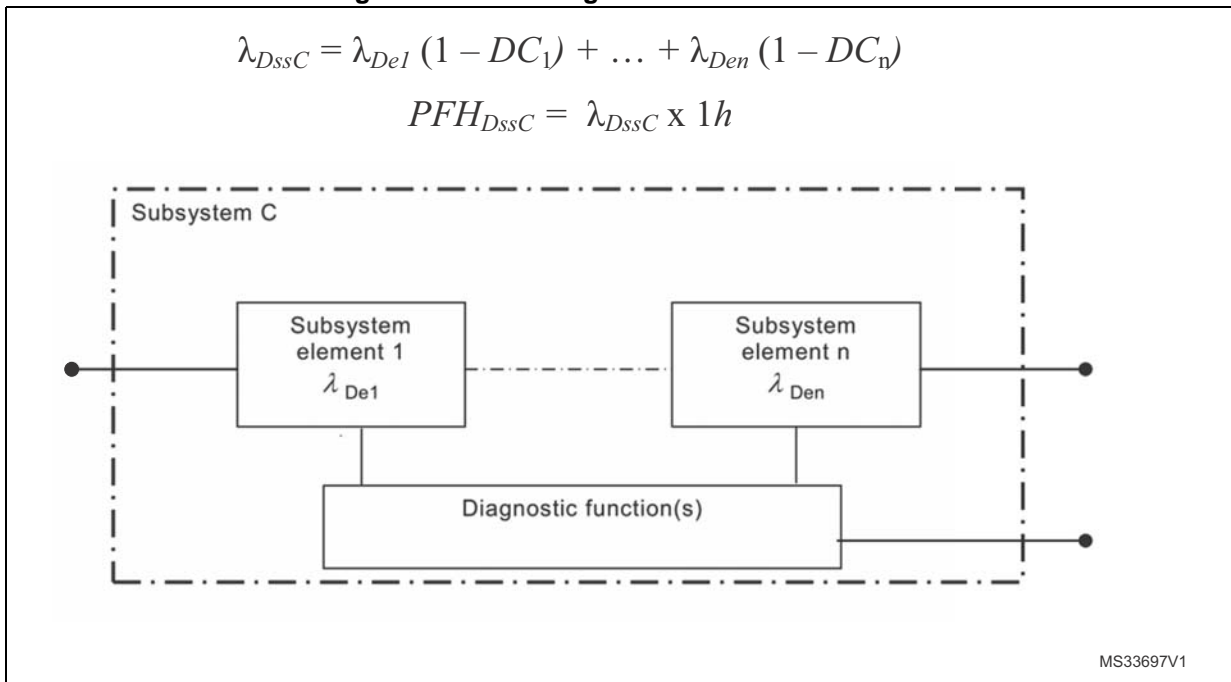 λDssC = λDe1 (1 – DC1) + … + λDen (1 – DCn)
PFHDssC = λDssC x 1h
Subsystem C
Subsystem
element 1
λ De1
Subsystem
element n
λ Den
Diagnostic function(s)
MS33697V1